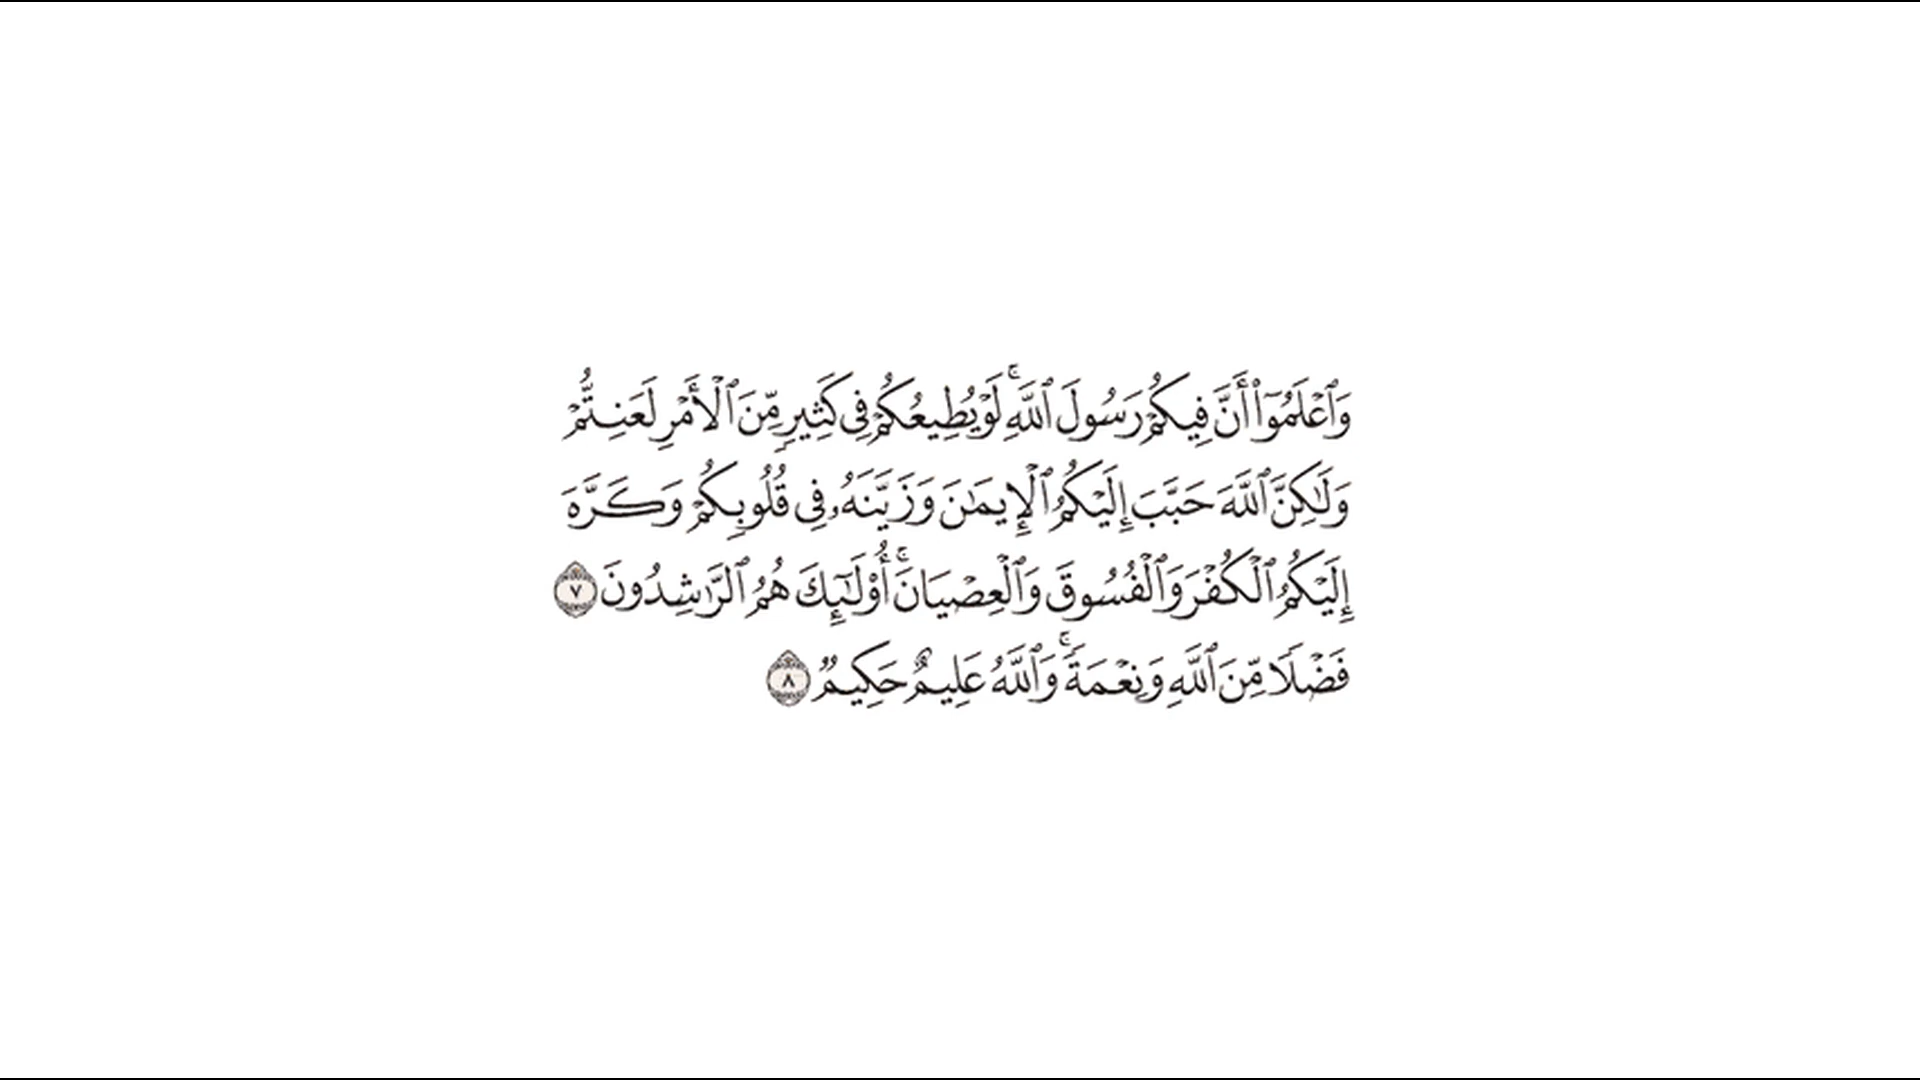 وَٱعْلَمُوٓا۟ أَنَّ فِيكُمْ رَسُولَ ٱللَّهِ ۚ لَوْ يُطِيعُكُمْ فِى كَثِيرٍ مِّنَ ٱلْأَمْرِ لَعَنِتُّمْ
وَلَـٰكِنَّ ٱللَّهَ حَبَّبَ إِلَيْكُمُ ٱلْإِيمَـٰنَ وَزَيَّنَهُۥ فِى قُلُوبِكُمْ وَكَرَّهَ
إِلَيْكُمُ ٱلْكُفْرَ وَٱلْفُسُوقَ وَٱلْعِصْيَانَ ۚ أُو۟لَـٰٓئِكَ هُمُ ٱلرَّٰشِدُونَ ٧
فَضْلًا مِّنَ ٱللَّهِ وَنِعْمَةً ۚ وَٱللَّهُ عَلِيمٌ حَكِيمٌ ٨